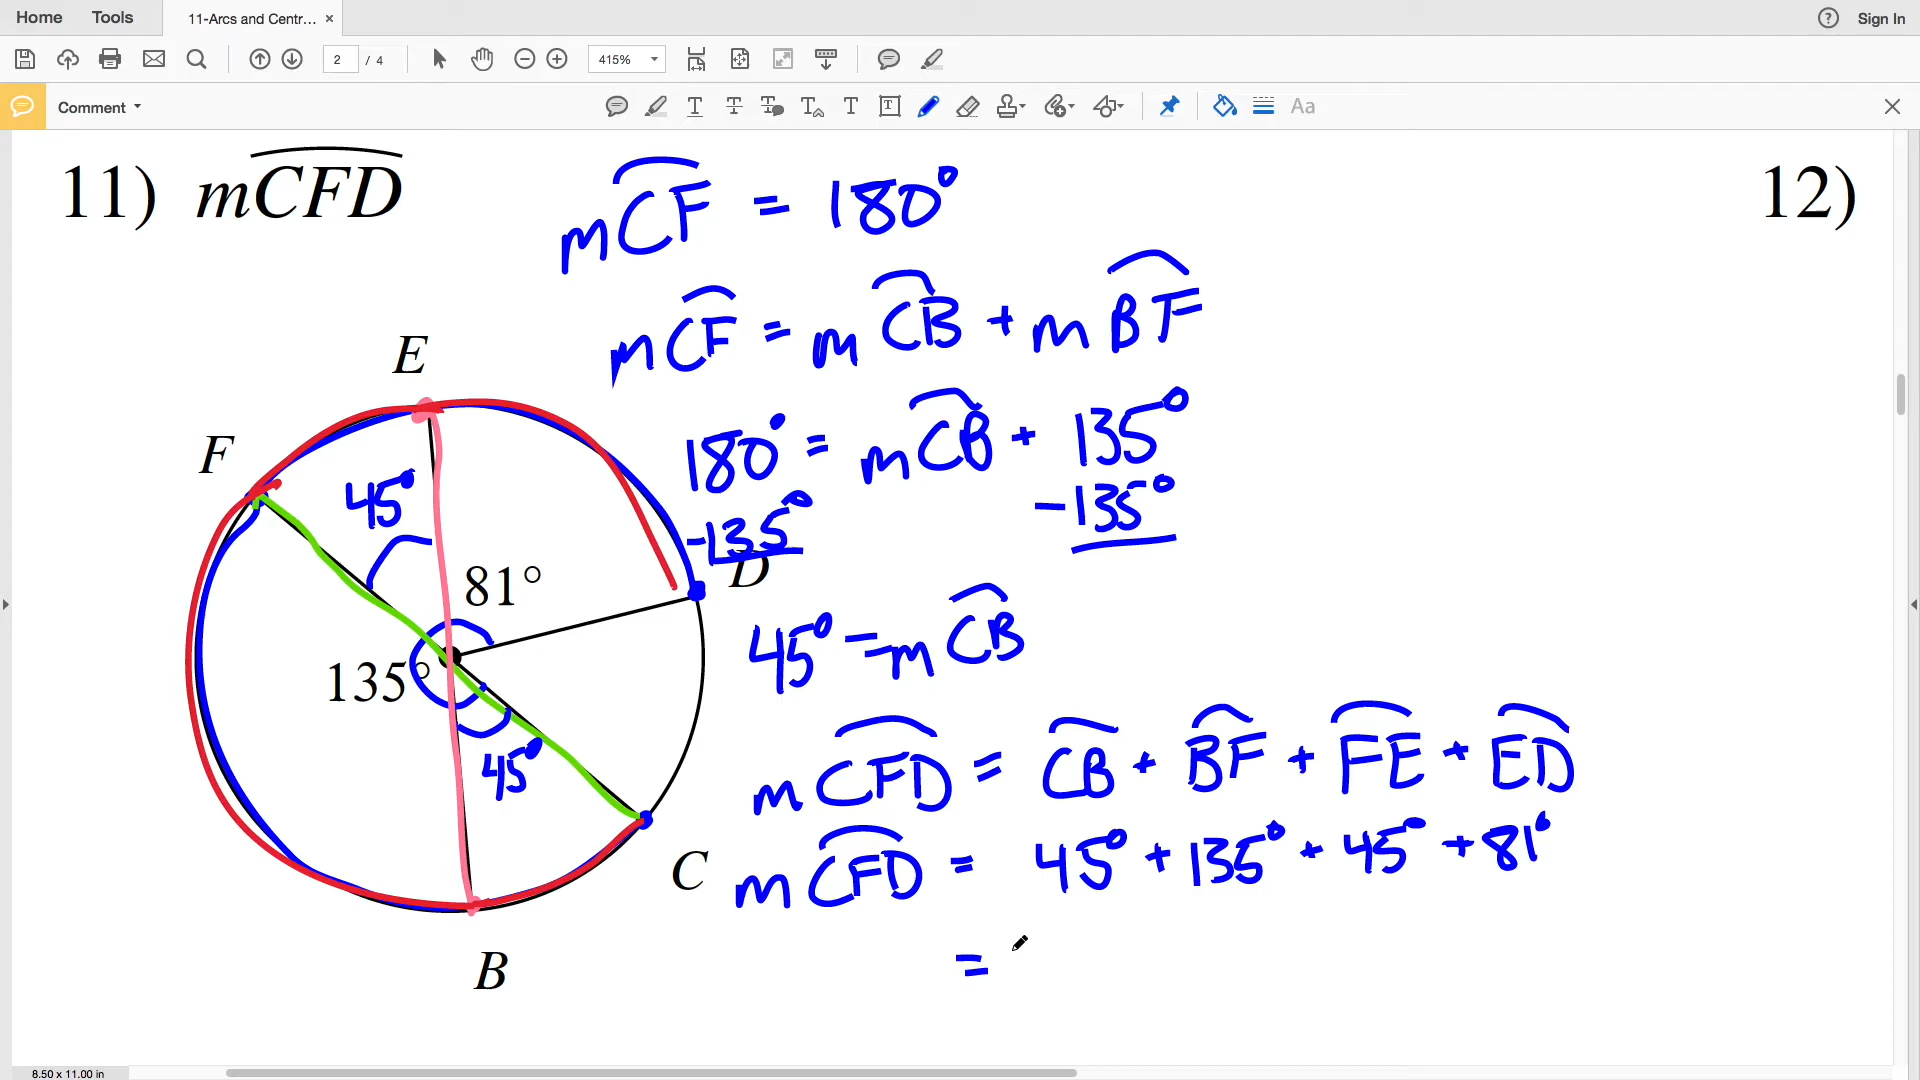 Home Tools 11-Arcs and Centr... × ? Sign In
2 / 4 415%
Comment Aa
11) mCFD
mCF = 180°
12)
mCF = mCB + mBF
E
180° = mCB + 135°
F
45°
-135° -135°
D
81°
45° = mCB
135°
45°
mCFD = CB + BF + FE + ED
C
mCFD = 45° + 135° + 45° + 81°
B
=
8.50 x 11.00 in